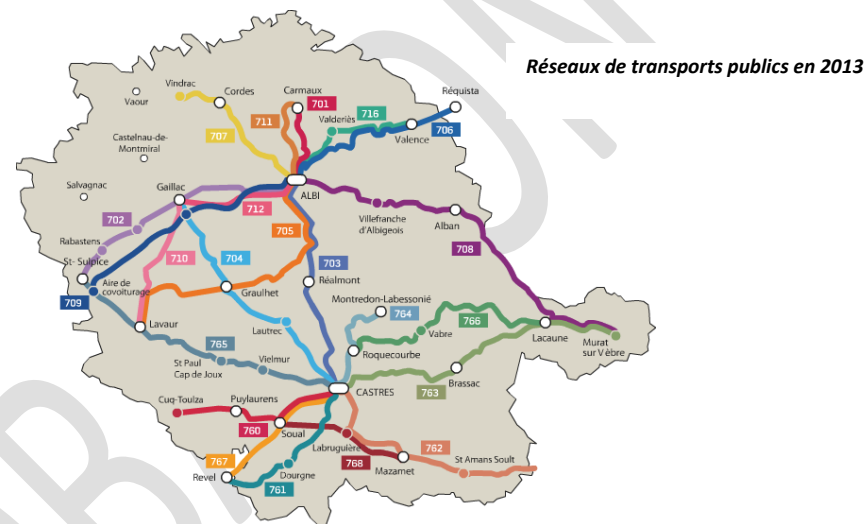 Réseaux de transports publics en 2013
Vindrac
Cordes
Carmaux
701
Réquista
Vaour
711
Valderiès
716
706
Valence
707
Castelnau-de-
Montmiral
Salvagnac
Gaillac
ALBI
712
702
705
Villefranche
d'Albigeois
Alban
Rabastens
708
St- Sulpice
710
704
703
Aire de
covoiturage
Réalmont
709
Graulhet
Montredon-Labessonié
764
766
Lavaur
Lautrec
Vabre
Lacaune
Murat
sur Vèbre
765
Roquecourbe
St Paul
Cap de Joux
Vielmur
Brassac
CASTRES
763
Cuq-Toulza
Puylaurens
760
Soual
Labruguière
762
767
768
Mazamet
St Amans Soult
Revel
761
Dourgne